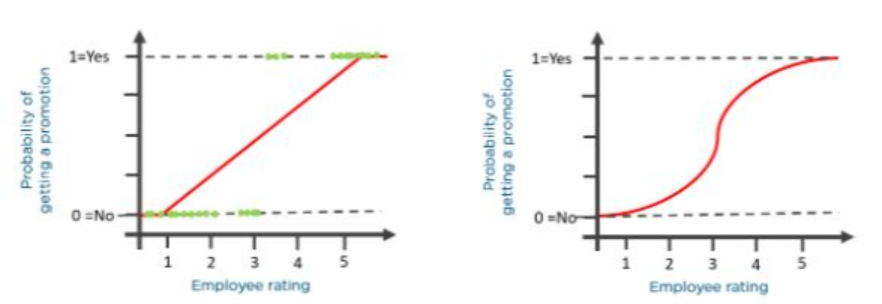 1=Yes
Probability of
getting a promotion
0 =No
1 2 3 4 5
Employee rating
1=Yes
Probability of
getting a promotion
0 =No
1 2 3 4 5
Employee rating